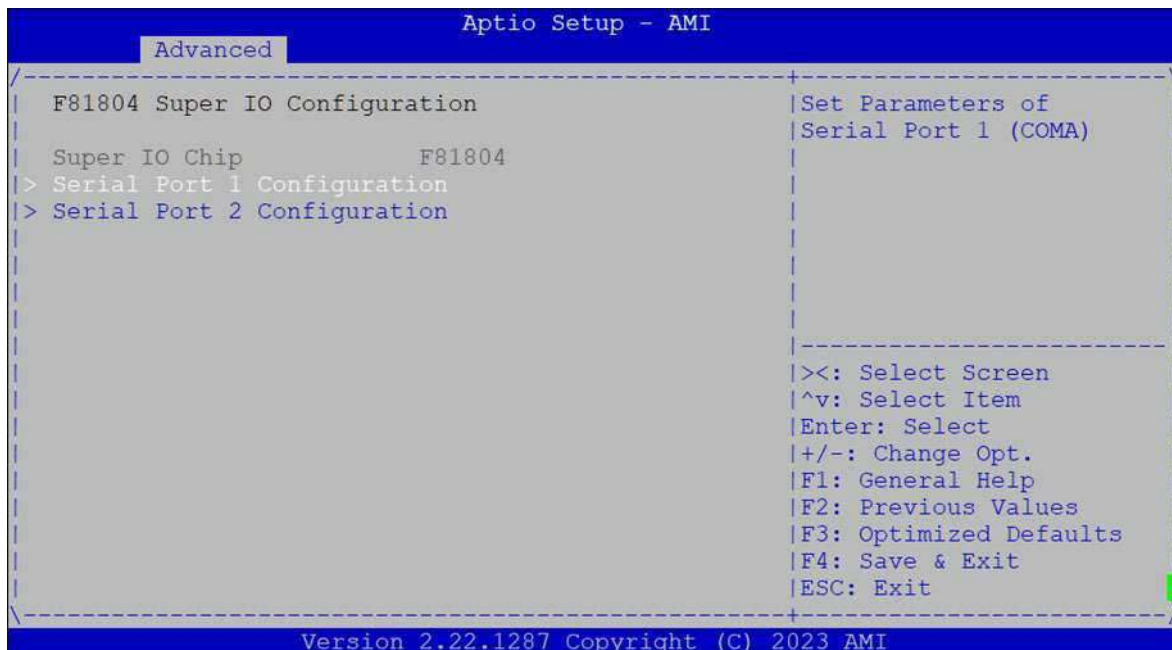 Aptio Setup - AMI
Advanced
F81804 Super IO Configuration
Super IO Chip F81804
> Serial Port 1 Configuration
> Serial Port 2 Configuration
Set Parameters of
Serial Port 1 (COMA)
><: Select Screen
^v: Select Item
Enter: Select
+/-: Change Opt.
F1: General Help
F2: Previous Values
F3: Optimized Defaults
F4: Save & Exit
ESC: Exit
Version 2.22.1287 Copyright (C) 2023 AMI